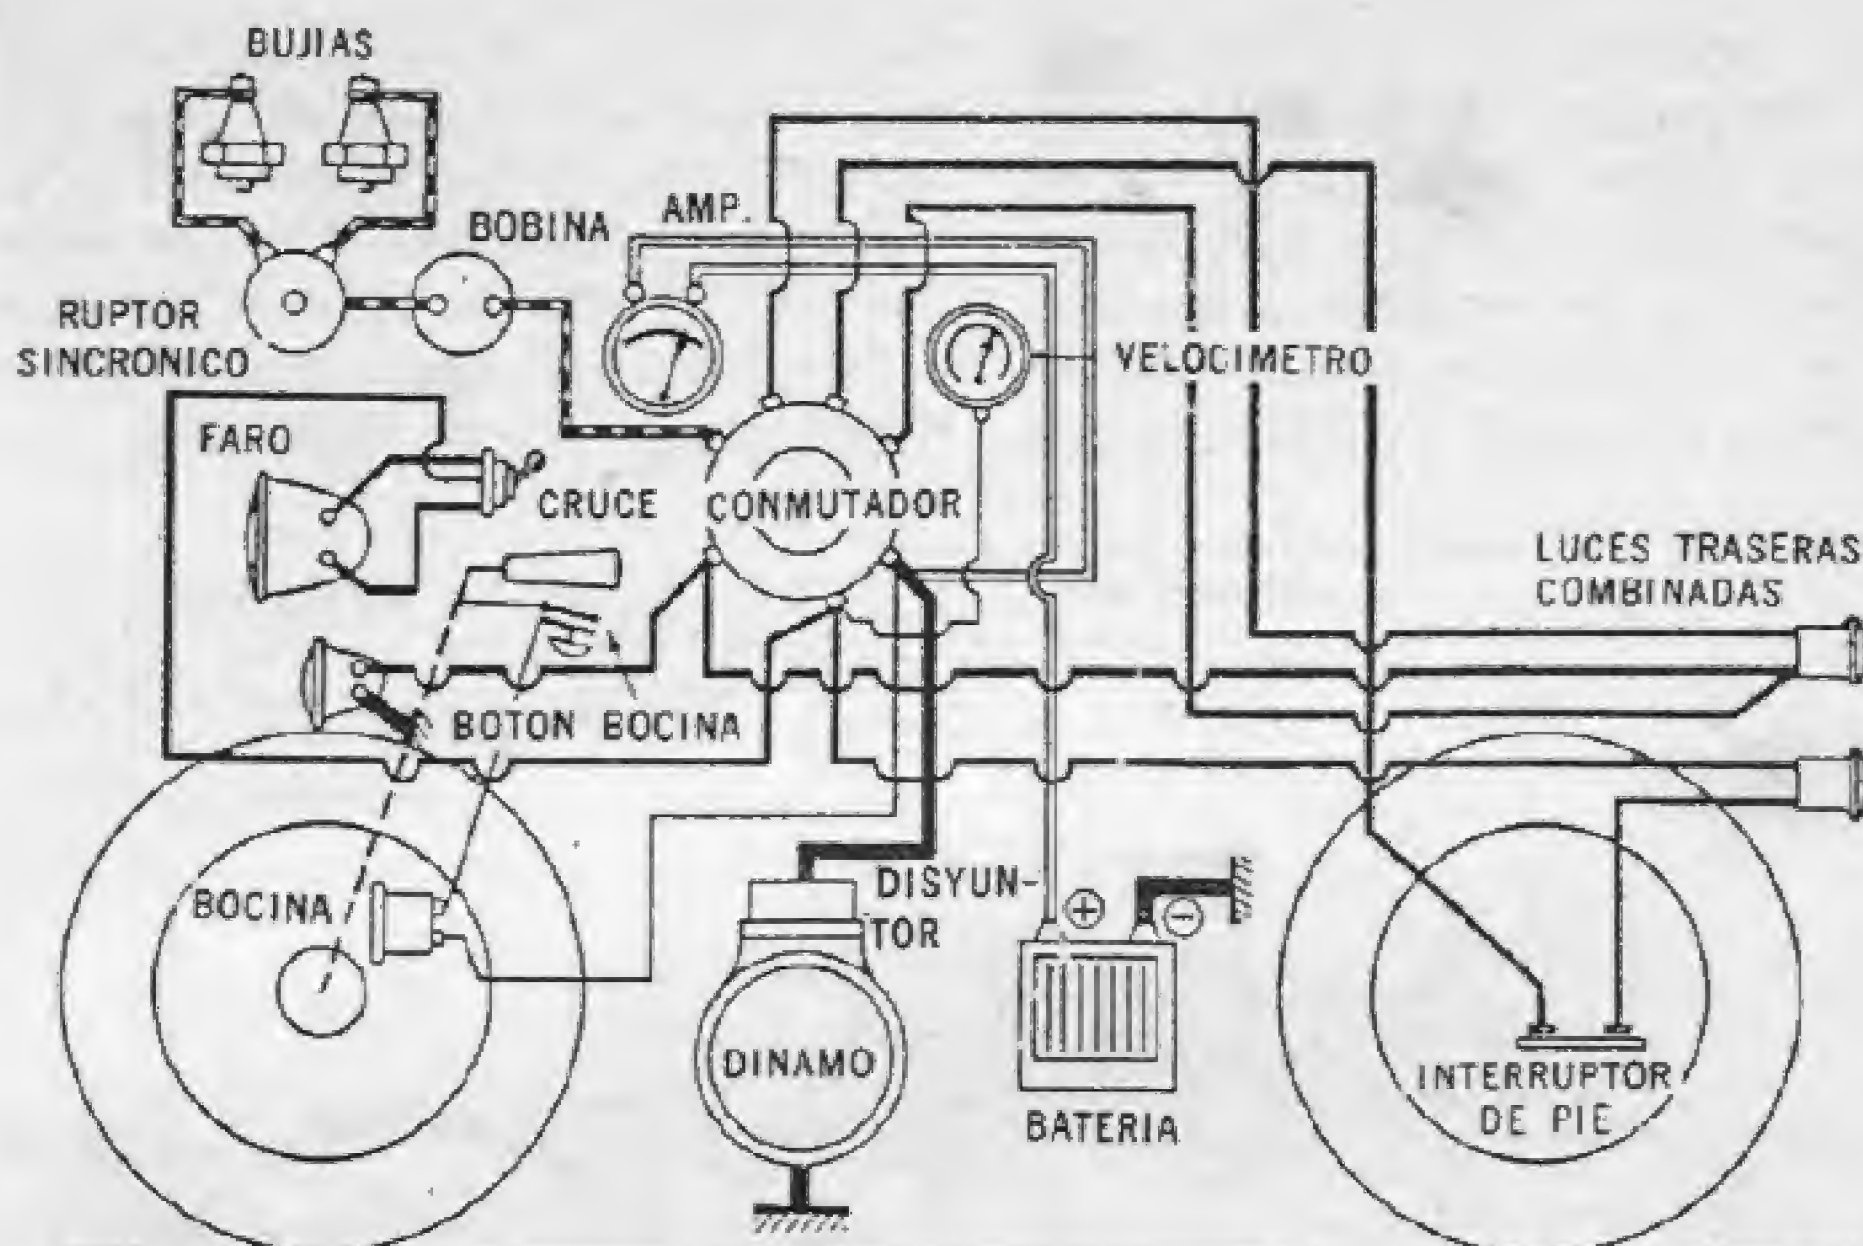 BUJIAS
AMP.
BOBINA
RUPTOR
SINCRONICO
VELOCIMETRO
FARO
CRUCE
CONMUTADOR
LUCES TRASERAS
COMBINADAS
BOTON BOCINA
BOCINA
DISYUN-
TOR
+
−
DINAMO
BATERIA
INTERRUPTOR
DE PIE